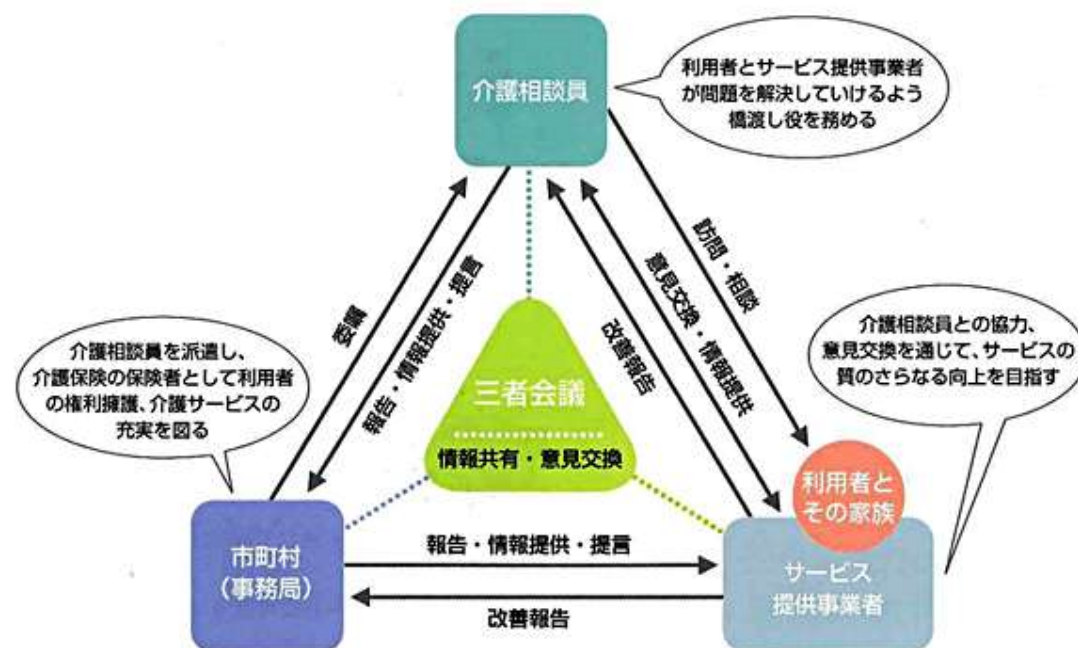 介護相談員
利用者とサービス提供事業者
が問題を解決していけるよう
橋渡し役を務める
委嘱
報告・情報提供・提言
改善報告
意見交換・情報提供
訪問・相談
介護相談員を派遣し、
介護保険の保険者として利用者
の権利擁護、介護サービスの
充実を図る
介護相談員との協力、
意見交換を通じて、サービスの
質のさらなる向上を目指す
三者会議
情報共有・意見交換
利用者と
その家族
市町村
（事務局）
報告・情報提供・提言
改善報告
サービス
提供事業者